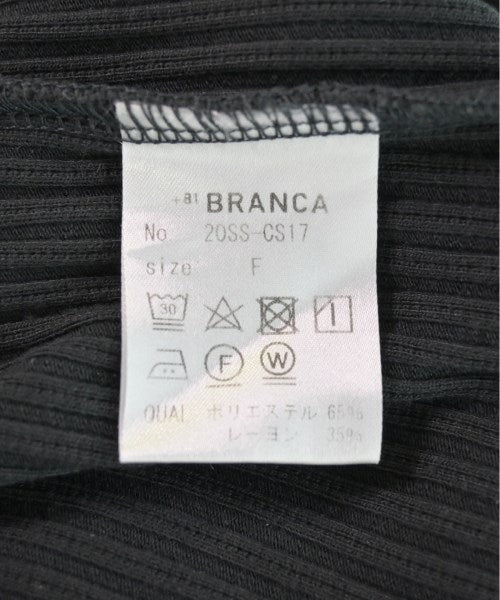 +81 BRANCA
No 20SS-CS17
size F
30
F W
QUAL ポリエステル 65%
レーヨン 35%